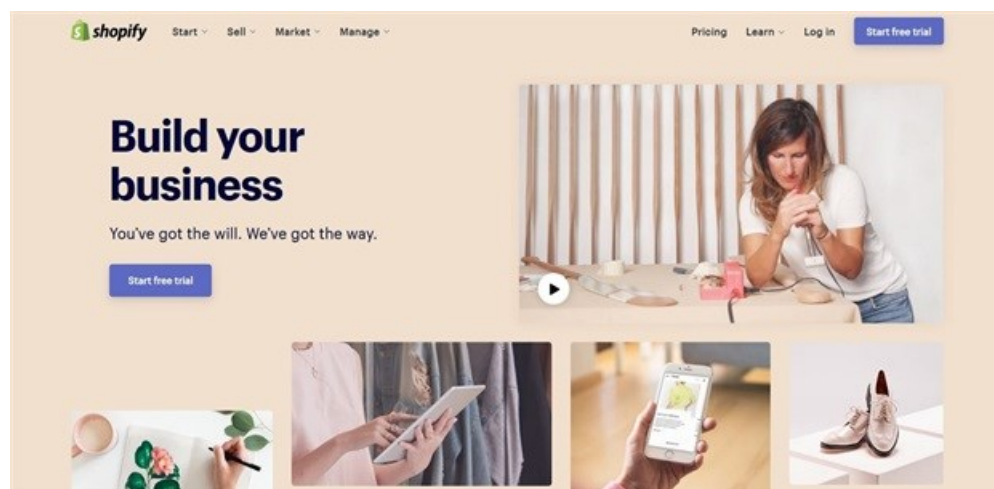 shopify Start Sell Market Manage Pricing Learn Log in Start free trial
Build your
business
You've got the will. We've got the way.
Start free trial